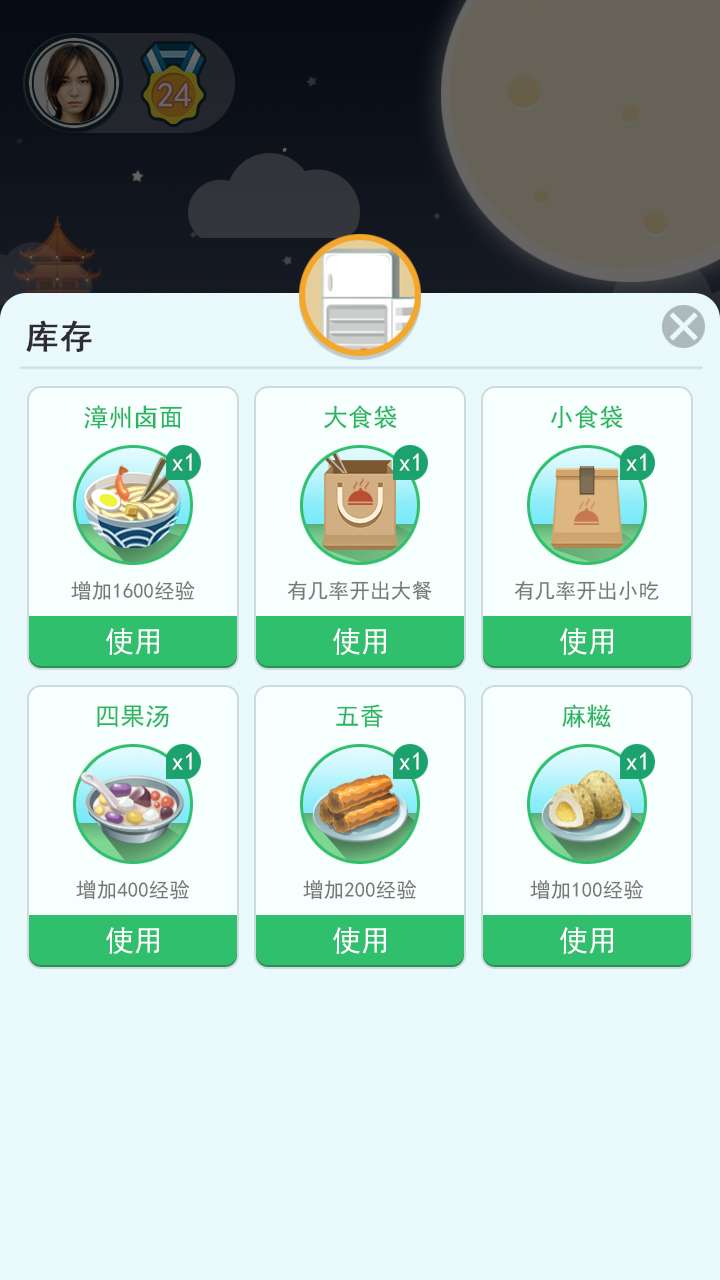 24
库存
漳州卤面
x1
增加1600经验
使用
大食袋
x1
有几率开出大餐
使用
小食袋
x1
有几率开出小吃
使用
四果汤
x1
增加400经验
使用
五香
x1
增加200经验
使用
麻糍
x1
增加100经验
使用